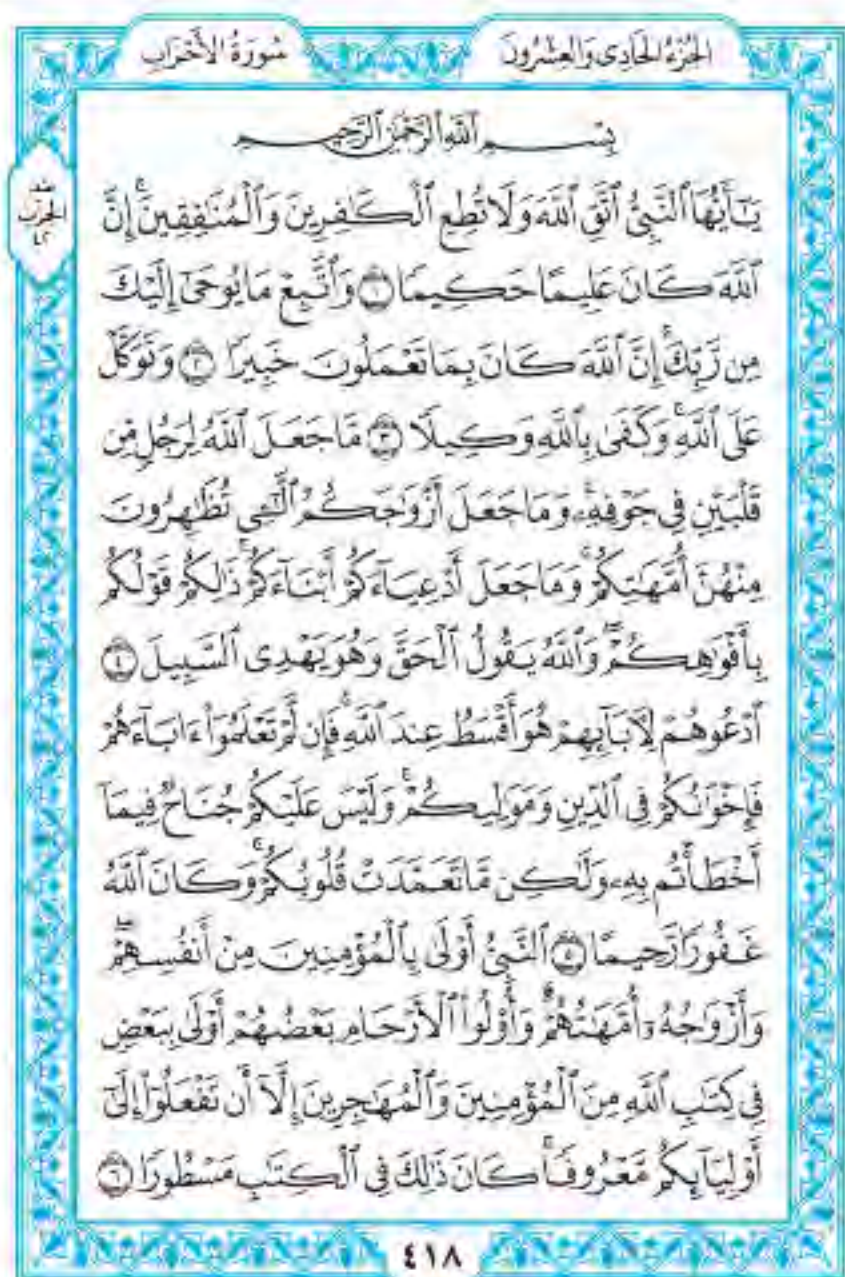 الجُزْءُ الحَادِى وَالعِشْرُونَ
سُورَةُ الأَحْزَابِ
بِسْمِ ٱللَّهِ ٱلرَّحْمَٰنِ ٱلرَّحِيمِ
الحِزْب
٤٢
يَـٰٓأَيُّهَا ٱلنَّبِىُّ ٱتَّقِ ٱللَّهَ وَلَا تُطِعِ ٱلْكَـٰفِرِينَ وَٱلْمُنَـٰفِقِينَ ۗ إِنَّ
ٱللَّهَ كَانَ عَلِيمًا حَكِيمًا ١ وَٱتَّبِعْ مَا يُوحَىٰٓ إِلَيْكَ
مِن رَّبِّكَ ۚ إِنَّ ٱللَّهَ كَانَ بِمَا تَعْمَلُونَ خَبِيرًا ٢ وَتَوَكَّلْ
عَلَى ٱللَّهِ ۚ وَكَفَىٰ بِٱللَّهِ وَكِيلًا ٣ مَّا جَعَلَ ٱللَّهُ لِرَجُلٍ مِّن
قَلْبَيْنِ فِى جَوْفِهِۦ ۚ وَمَا جَعَلَ أَزْوَٰجَكُمُ ٱلَّـٰٓـِٔى تُظَـٰهِرُونَ
مِنْهُنَّ أُمَّهَـٰتِكُمْ ۚ وَمَا جَعَلَ أَدْعِيَآءَكُمْ أَبْنَآءَكُمْ ۚ ذَٰلِكُمْ قَوْلُكُم
بِأَفْوَٰهِكُمْ ۖ وَٱللَّهُ يَقُولُ ٱلْحَقَّ وَهُوَ يَهْدِى ٱلسَّبِيلَ ٤
ٱدْعُوهُمْ لِـَٔابَآئِهِمْ هُوَ أَقْسَطُ عِندَ ٱللَّهِ ۚ فَإِن لَّمْ تَعْلَمُوٓا۟ ءَابَآءَهُمْ
فَإِخْوَٰنُكُمْ فِى ٱلدِّينِ وَمَوَٰلِيكُمْ ۚ وَلَيْسَ عَلَيْكُمْ جُنَاحٌ فِيمَآ
أَخْطَأْتُم بِهِۦ وَلَـٰكِن مَّا تَعَمَّدَتْ قُلُوبُكُمْ ۚ وَكَانَ ٱللَّهُ
غَفُورًا رَّحِيمًا ٥ ٱلنَّبِىُّ أَوْلَىٰ بِٱلْمُؤْمِنِينَ مِنْ أَنفُسِهِمْ ۖ
وَأَزْوَٰجُهُۥٓ أُمَّهَـٰتُهُمْ ۗ وَأُو۟لُوا۟ ٱلْأَرْحَامِ بَعْضُهُمْ أَوْلَىٰ بِبَعْضٍ
فِى كِتَـٰبِ ٱللَّهِ مِنَ ٱلْمُؤْمِنِينَ وَٱلْمُهَـٰجِرِينَ إِلَّآ أَن تَفْعَلُوٓا۟ إِلَىٰٓ
أَوْلِيَآئِكُم مَّعْرُوفًا ۚ كَانَ ذَٰلِكَ فِى ٱلْكِتَـٰبِ مَسْطُورًا ٦
٤١٨